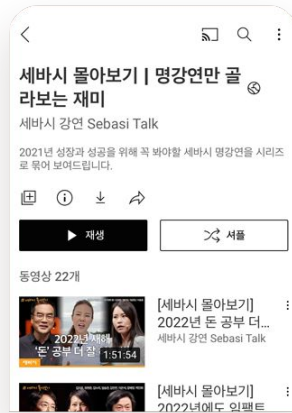 세바시 몰아보기 | 명강연만 골
라보는 재미
세바시 강연 Sebasi Talk
2021년 성장과 성공을 위해 꼭 봐야할 세바시 명강연을 시리즈
로 묶어 보여드립니다.
재생
셔플
동영상 22개
2022년 새해
'돈' 공부 더 잘
1:51:54
[세바시 몰아보기]
2022년 돈 공부 더...
세바시 강연 Sebasi Talk
[세바시 몰아보기]
2022년에도 임팩트